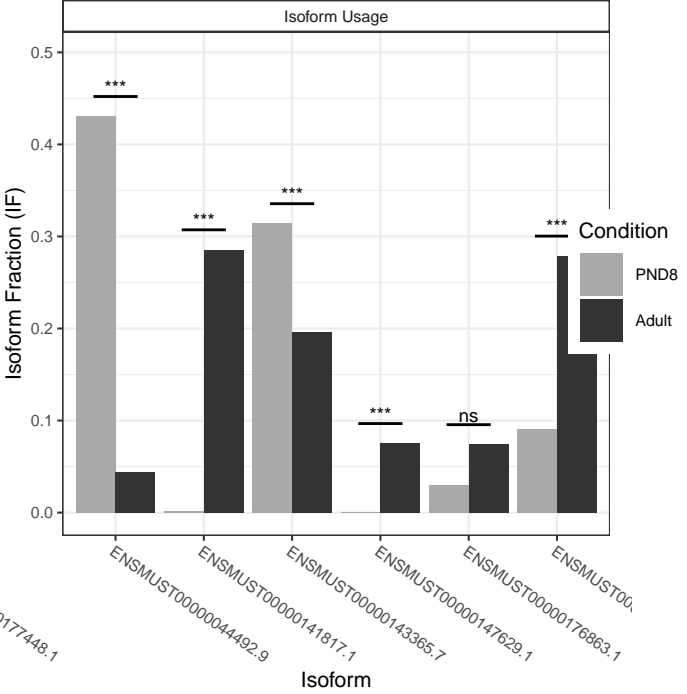 Isoform Usage
Isoform Fraction (IF)
0.5
0.4
0.3
0.2
0.1
0.0
***
***
***
***
ns
***
Condition
PND8
Adult
ENSMUST00000044492.9
ENSMUST00000141817.1
ENSMUST00000143365.7
ENSMUST00000147629.1
ENSMUST00000176863.1
Isoform